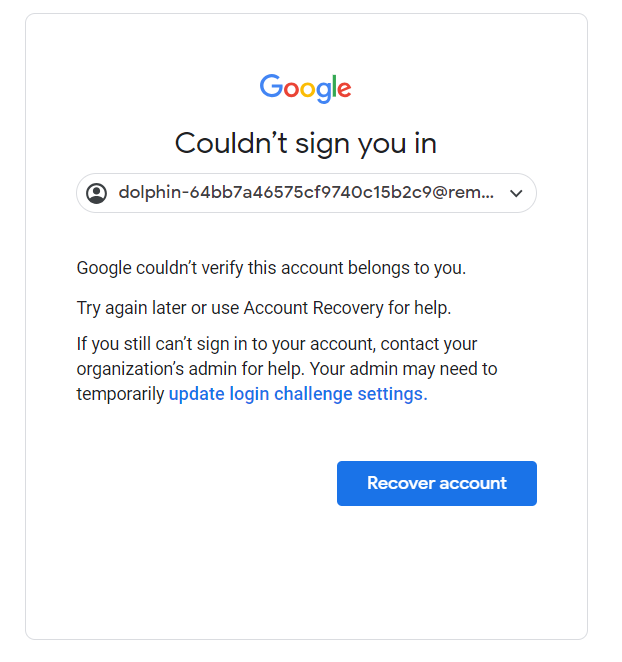 Google
Couldn’t sign you in
dolphin-64bb7a46575cf9740c15b2c9@rem...
Google couldn’t verify this account belongs to you.
Try again later or use Account Recovery for help.
If you still can’t sign in to your account, contact your
organization’s admin for help. Your admin may need to
temporarily update login challenge settings.
Recover account